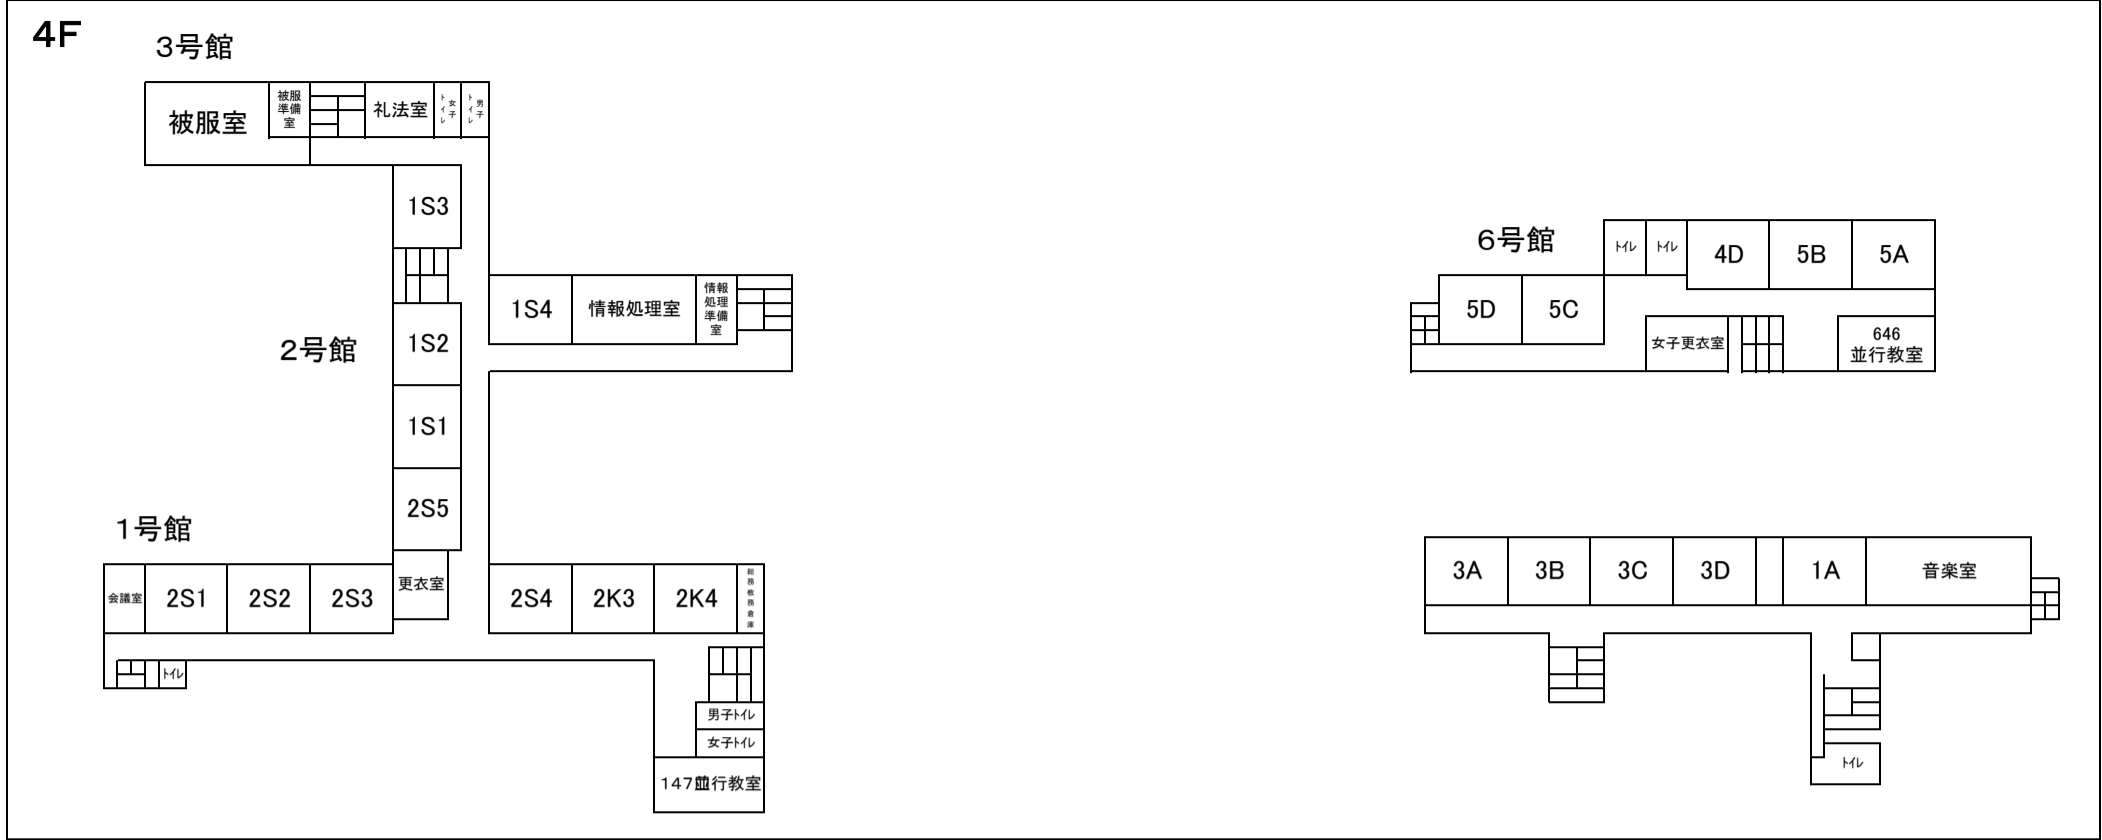 4F
3号館
被服室
被服
準備
室
礼法室
女子
トイレ
男子
トイレ
1S3
1S4
情報処理室
情報
処理
準備
室
2号館
1S2
1S1
2S5
1号館
会議室
2S1
2S2
2S3
更衣室
2S4
2K3
2K4
総務教務倉庫
トイレ
男子トイレ
女子トイレ
147並行教室
6号館
トイレ
トイレ
4D
5B
5A
5D
5C
女子更衣室
646
並行教室
3A
3B
3C
3D
1A
音楽室
トイレ